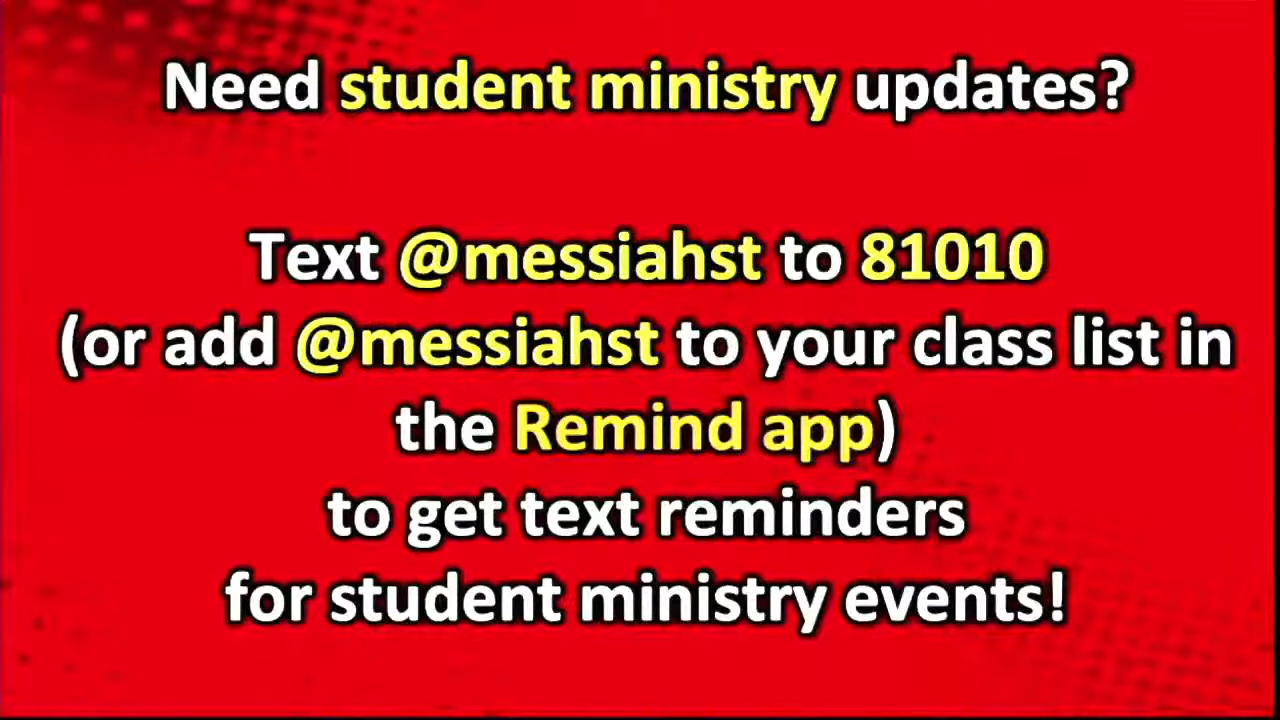 Need student ministry updates?
Text @messiahst to 81010
(or add @messiahst to your class list in
the Remind app)
to get text reminders
for student ministry events!